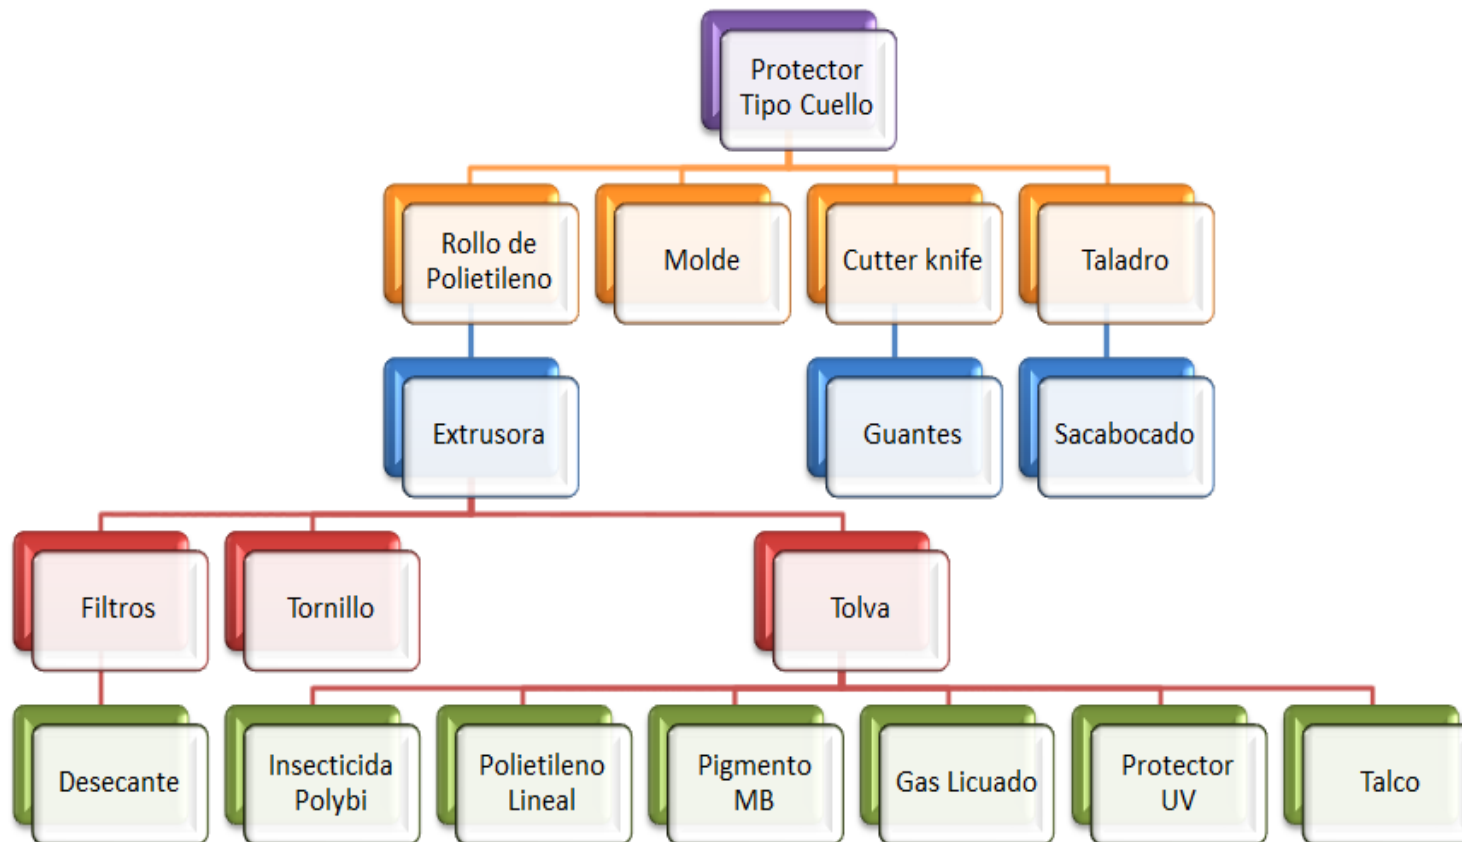 Protector
Tipo Cuello
Rollo de
Polietileno
Molde
Cutter knife
Taladro
Extrusora
Guantes
Sacabocado
Filtros
Tornillo
Tolva
Desecante
Insecticida
Polybi
Polietileno
Lineal
Pigmento
MB
Gas Licuado
Protector
UV
Talco